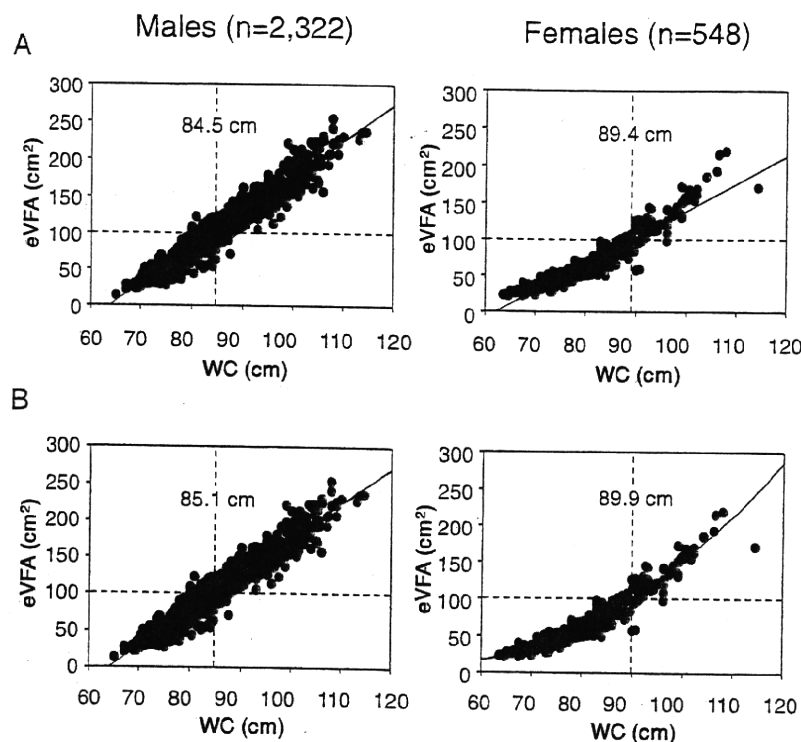 Males (n=2,322)
Females (n=548)
A
300
250
200
150
100
50
0
eVFA (cm²)
84.5 cm
60 70 80 90 100 110 120
WC (cm)
300
250
200
150
100
50
0
eVFA (cm²)
89.4 cm
60 70 80 90 100 110 120
WC (cm)
B
300
250
200
150
100
50
0
eVFA (cm²)
85.1 cm
60 70 80 90 100 110 120
WC (cm)
300
250
200
150
100
50
0
eVFA (cm²)
89.9 cm
60 70 80 90 100 110 120
WC (cm)